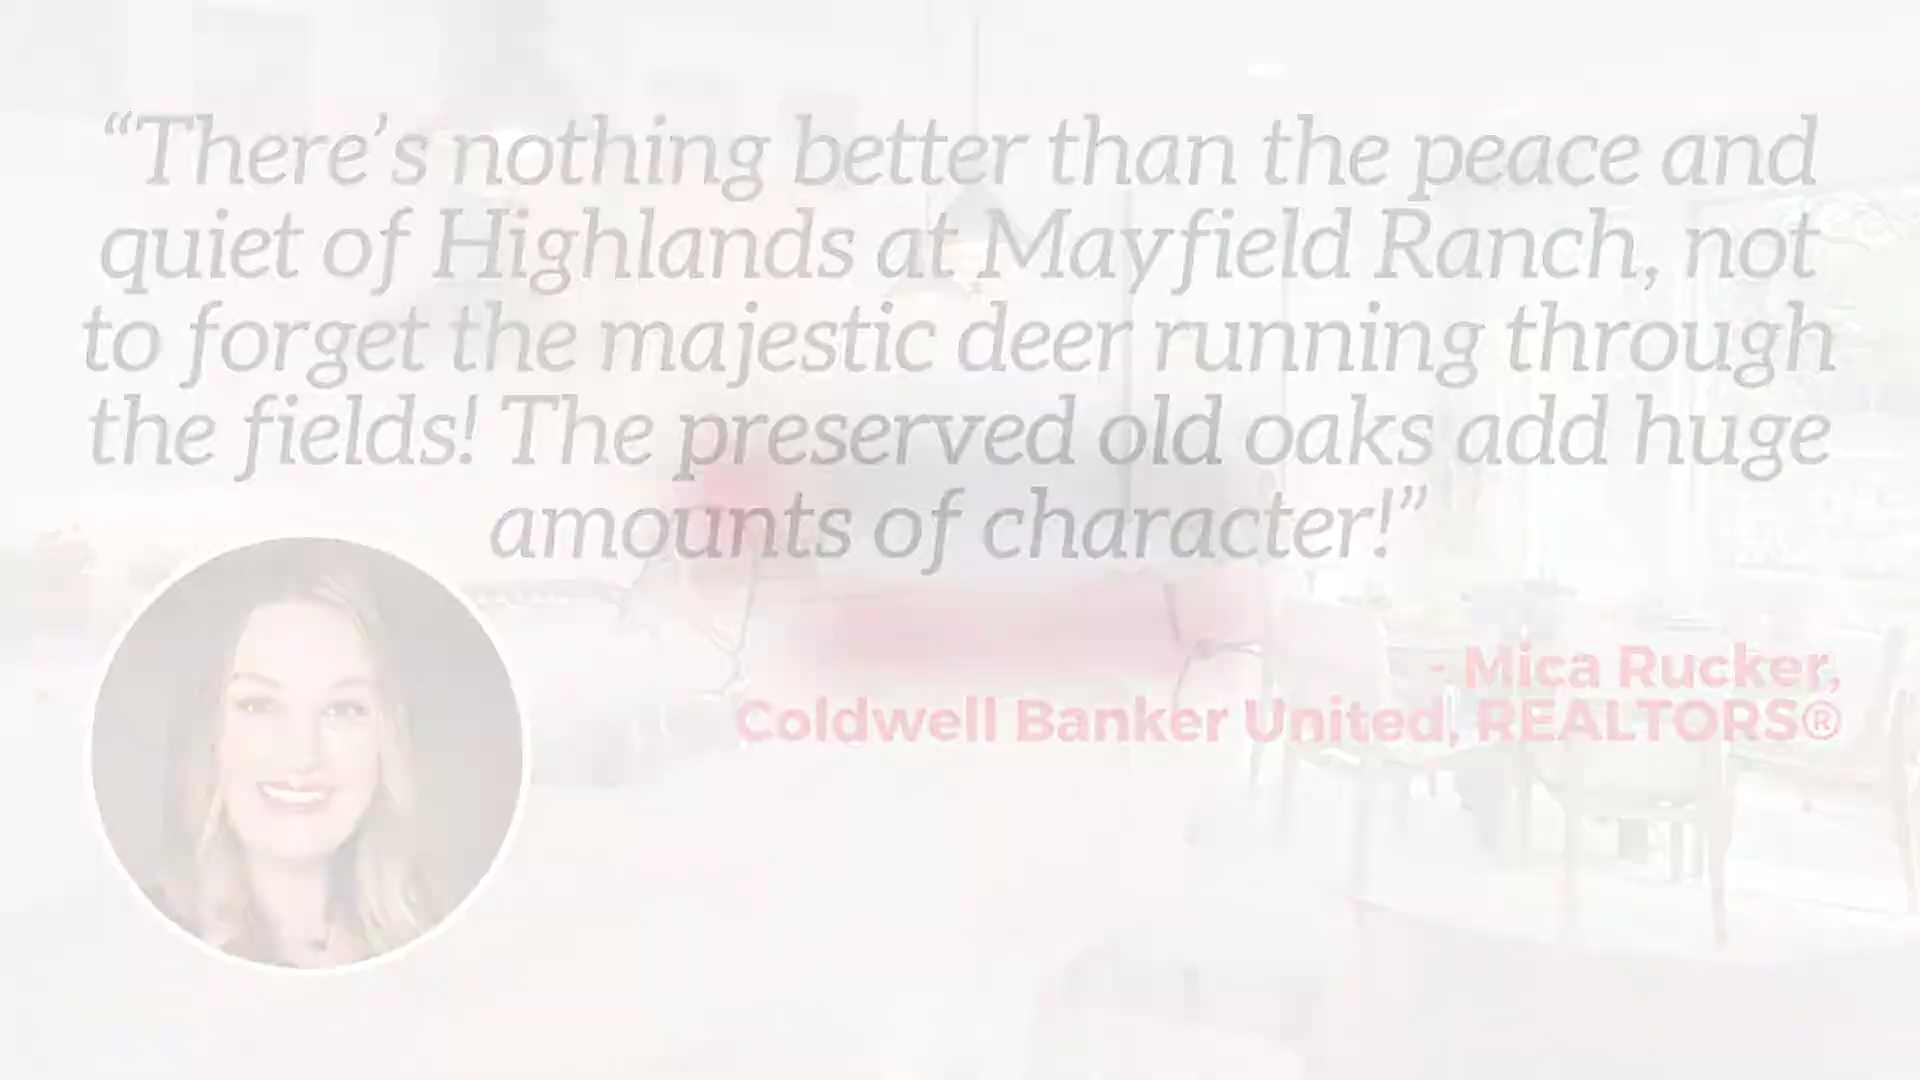 “There’s nothing better than the peace and
quiet of Highlands at Mayfield Ranch, not
to forget the majestic deer running through
the fields! The preserved old oaks add huge
amounts of character!”
- Mica Rucker,
Coldwell Banker United, REALTORS®